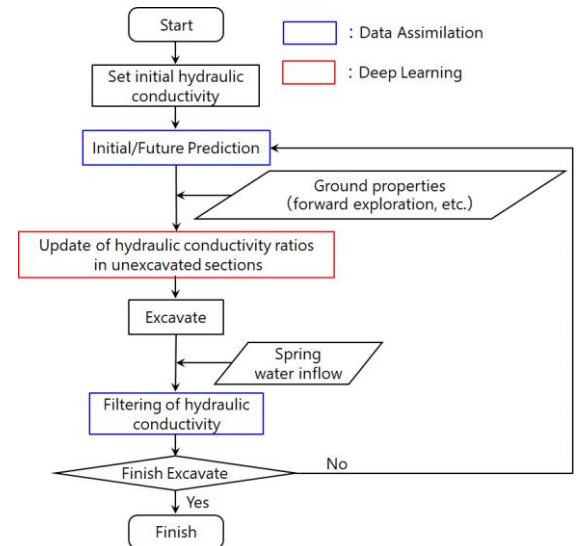 Start
: Data Assimilation
: Deep Learning
Set initial hydraulic
conductivity
Initial/Future Prediction
Ground properties
(forward exploration, etc.)
Update of hydraulic conductivity ratios
in unexcavated sections
Excavate
Spring
water inflow
Filtering of hydraulic
conductivity
Finish Excavate
No
Yes
Finish